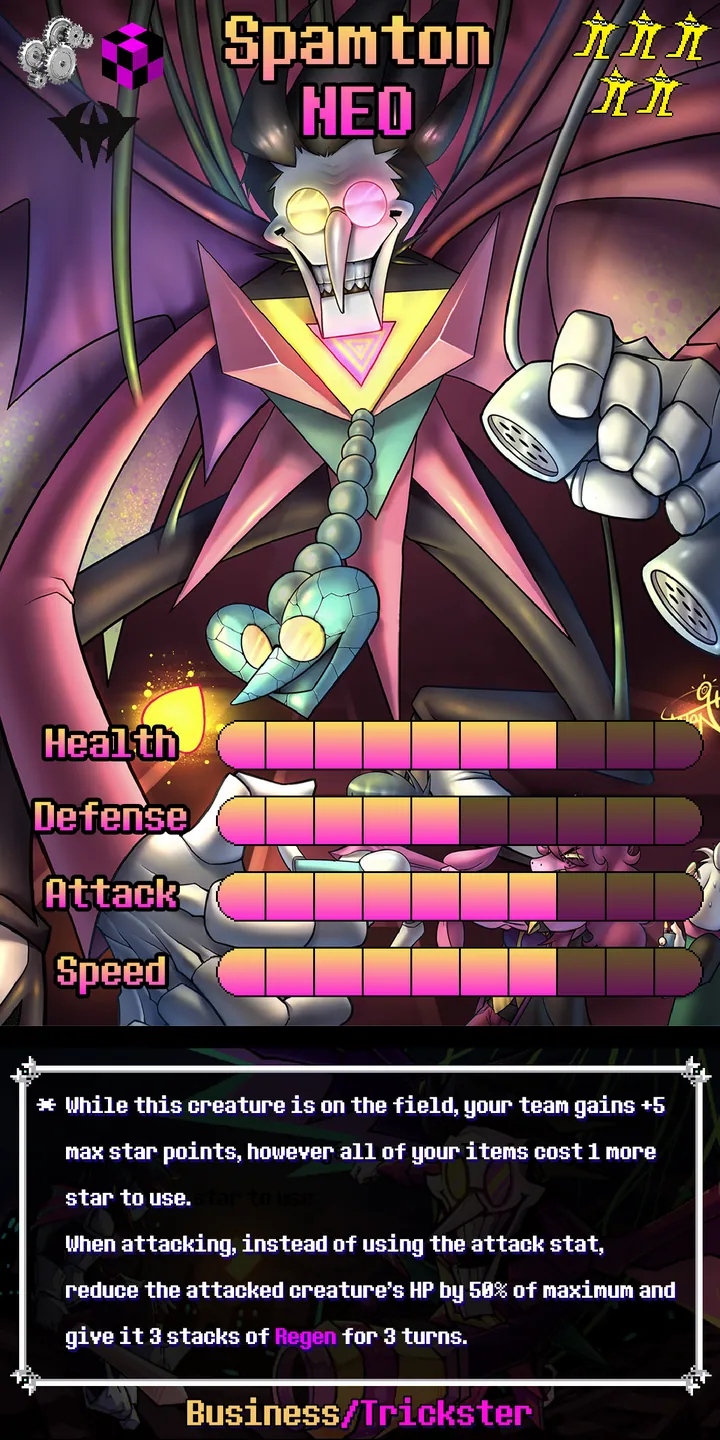 Spamton
NEO
Health
Defense
Attack
Speed
* While this creature is on the field, your team gains +5
max star points, however all of your items cost 1 more
star to use.
When attacking, instead of using the attack stat,
reduce the attacked creature's HP by 50% of maximum and
give it 3 stacks of Regen for 3 turns.
Business/Trickster